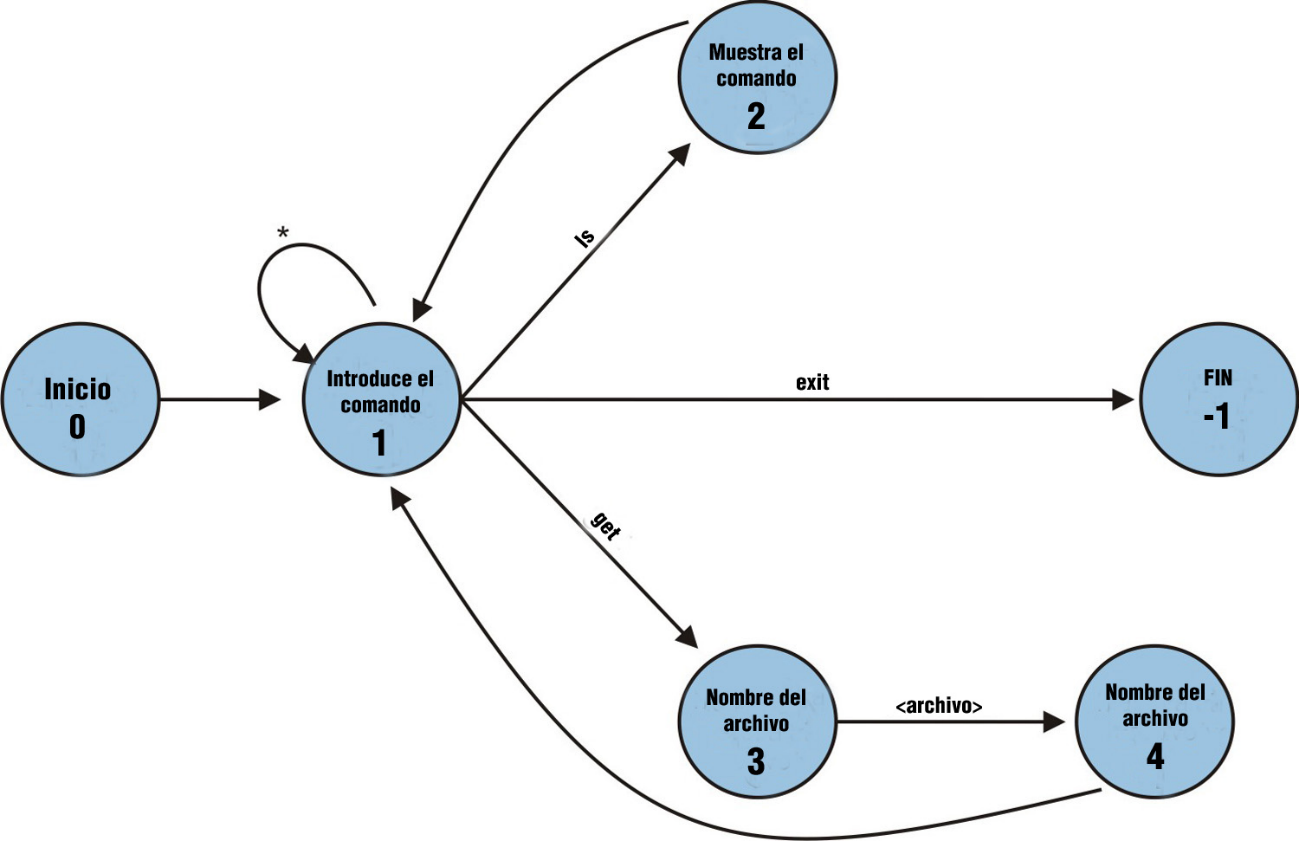 Muestra el
comando
2
ls
*
Inicio
0
Introduce el
comando
1
exit
FIN
-1
get
Nombre del
archivo
3
<archivo>
Nombre del
archivo
4